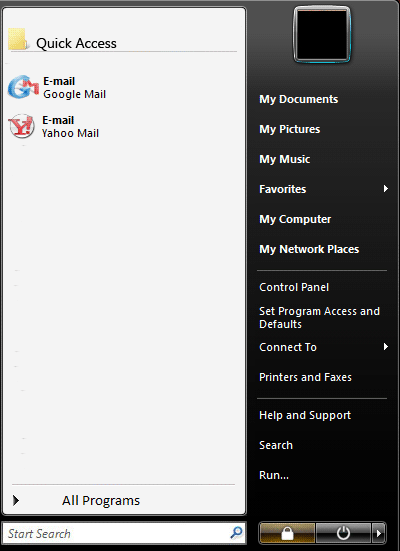 Quick Access
E-mail
Google Mail
E-mail
Yahoo Mail
All Programs
Start Search
My Documents
My Pictures
My Music
Favorites
My Computer
My Network Places
Control Panel
Set Program Access and
Defaults
Connect To
Printers and Faxes
Help and Support
Search
Run...